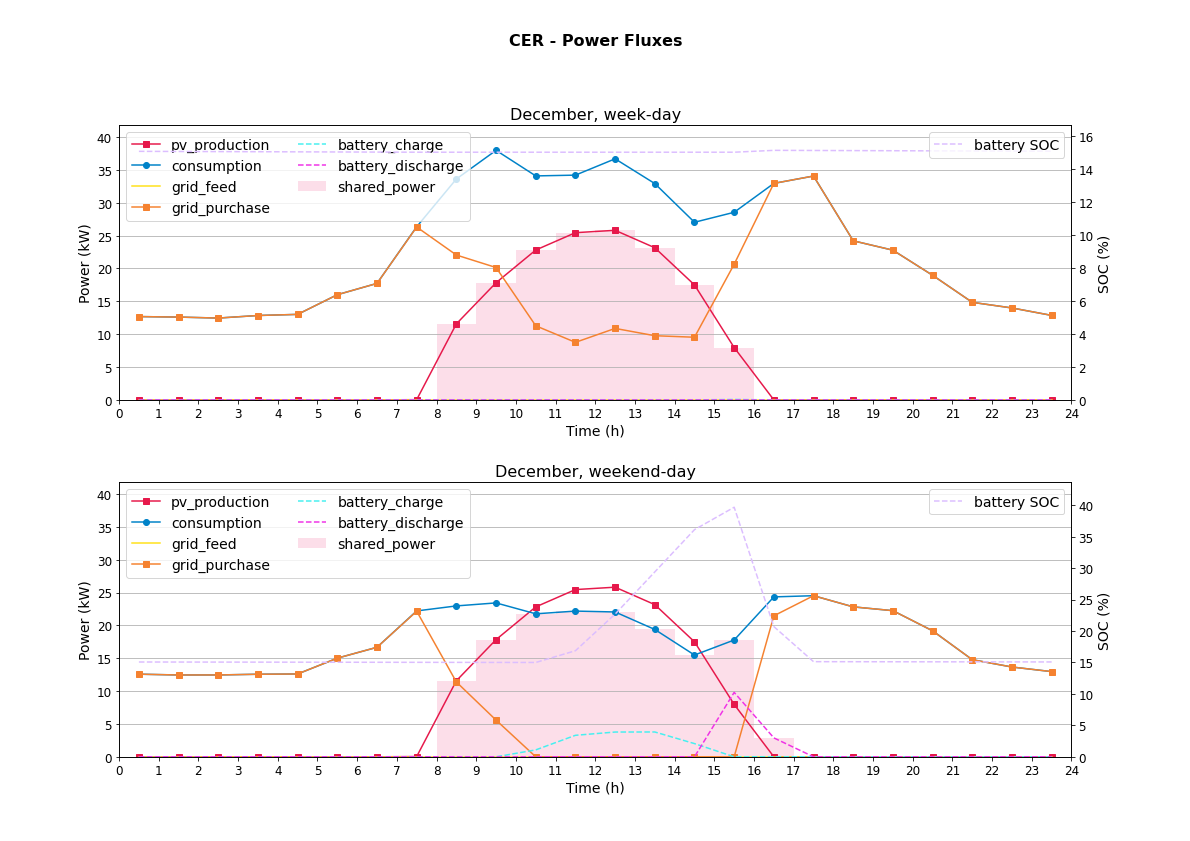 CER - Power Fluxes
December, week-day
pv_production
consumption
grid_feed
grid_purchase
battery_charge
battery_discharge
shared_power
battery SOC
Power (kW)
0 5 10 15 20 25 30 35 40
SOC (%)
0 2 4 6 8 10 12 14 16
0 1 2 3 4 5 6 7 8 9 10 11 12 13 14 15 16 17 18 19 20 21 22 23 24
Time (h)
December, weekend-day
pv_production
consumption
grid_feed
grid_purchase
battery_charge
battery_discharge
shared_power
battery SOC
Power (kW)
0 5 10 15 20 25 30 35 40
SOC (%)
0 5 10 15 20 25 30 35 40
0 1 2 3 4 5 6 7 8 9 10 11 12 13 14 15 16 17 18 19 20 21 22 23 24
Time (h)